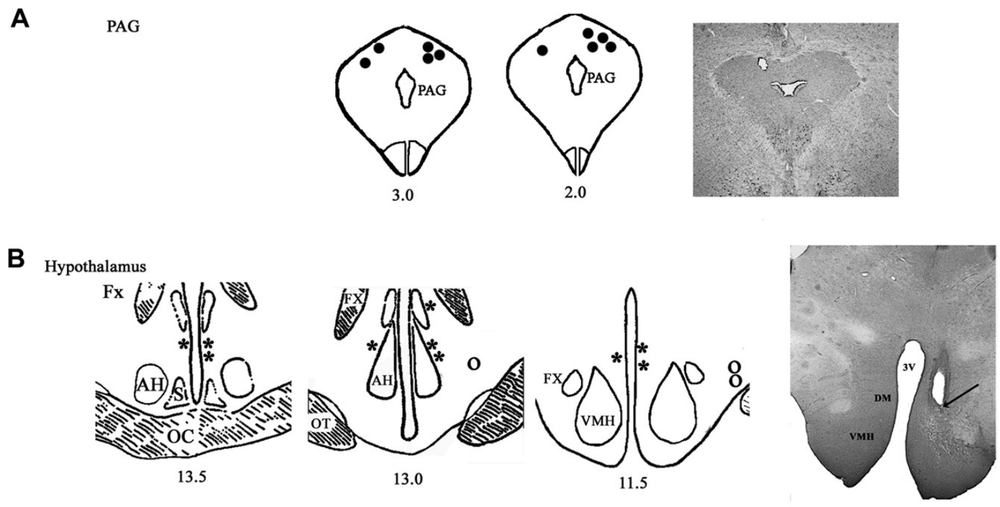 A
PAG
PAG
PAG
3.0
2.0
B
Hypothalamus
Fx
AH
S
OC
13.5
FX
*
*
*
*
*
*
*
AH
O
OT
13.0
*
*
*
FX
VMH
O
O
11.5
3V
DM
VMH